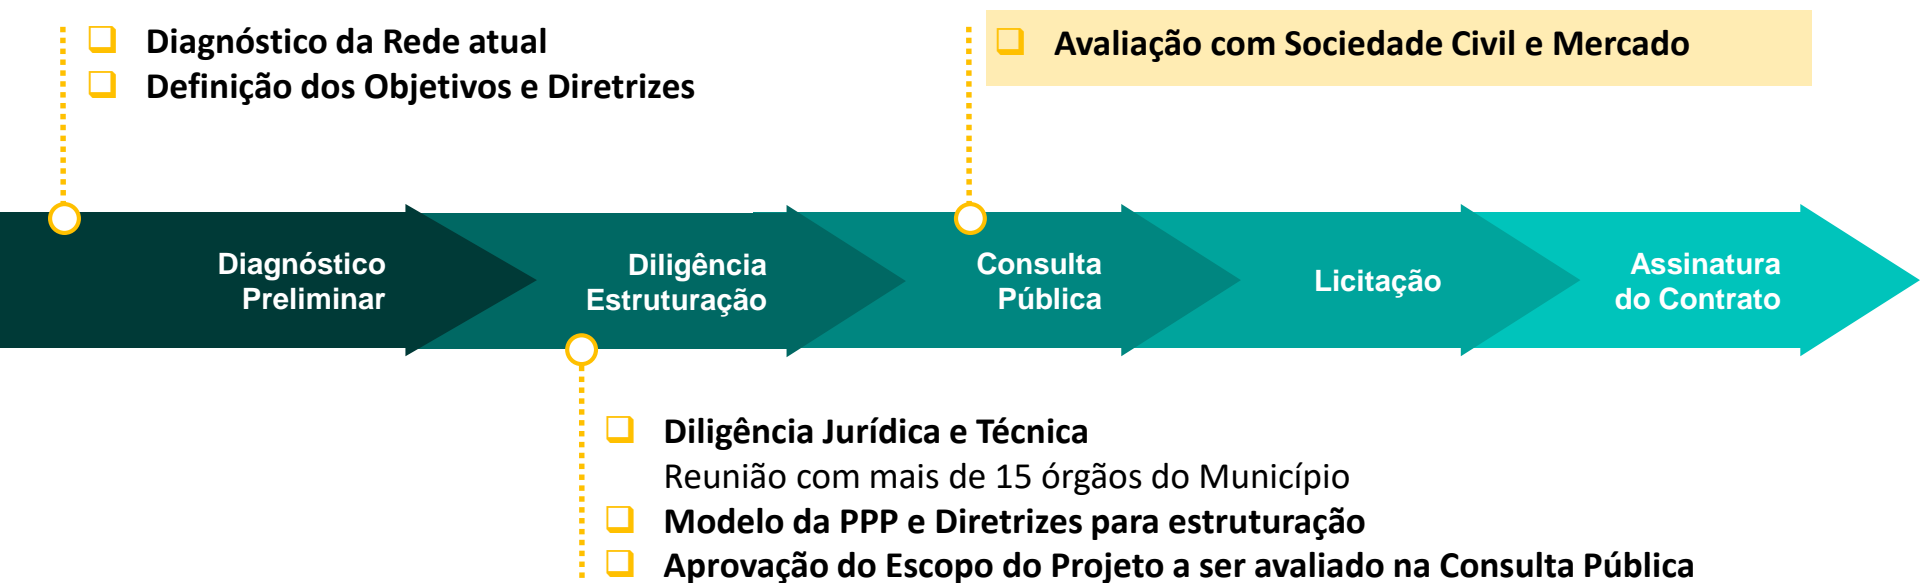 Diagnóstico da Rede atual
Definição dos Objetivos e Diretrizes
Avaliação com Sociedade Civil e Mercado
Diagnóstico
Preliminar
Diligência
Estruturação
Consulta
Pública
Licitação
Assinatura
do Contrato
Diligência Jurídica e Técnica
Reunião com mais de 15 órgãos do Município
Modelo da PPP e Diretrizes para estruturação
Aprovação do Escopo do Projeto a ser avaliado na Consulta Pública